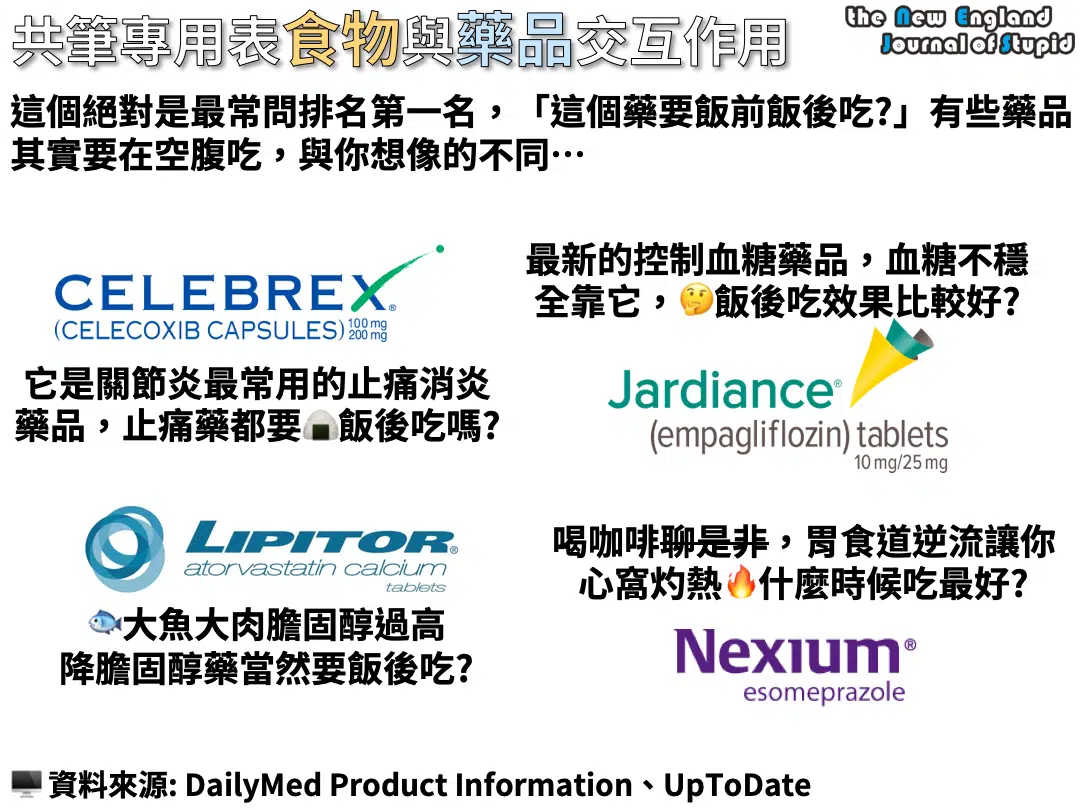 共筆專用表食物與藥品交互作用
the New England
Journal of Stupid
這個絕對是最常問排名第一名，「這個藥要飯前飯後吃?」有些藥品
其實要在空腹吃，與你想像的不同…
CELEBREX®
(CELECOXIB CAPSULES) 100 mg
200 mg
它是關節炎最常用的止痛消炎
藥品，止痛藥都要🍙飯後吃嗎?
最新的控制血糖藥品，血糖不穩
全靠它，🤔飯後吃效果比較好?
Jardiance®
(empagliflozin) tablets
10 mg/25 mg
LIPITOR®
atorvastatin calcium
tablets
🐟大魚大肉膽固醇過高
降膽固醇藥當然要飯後吃?
喝咖啡聊是非，胃食道逆流讓你
心窩灼熱🔥什麼時候吃最好?
Nexium®
esomeprazole
🖥️資料來源: DailyMed Product Information、UpToDate